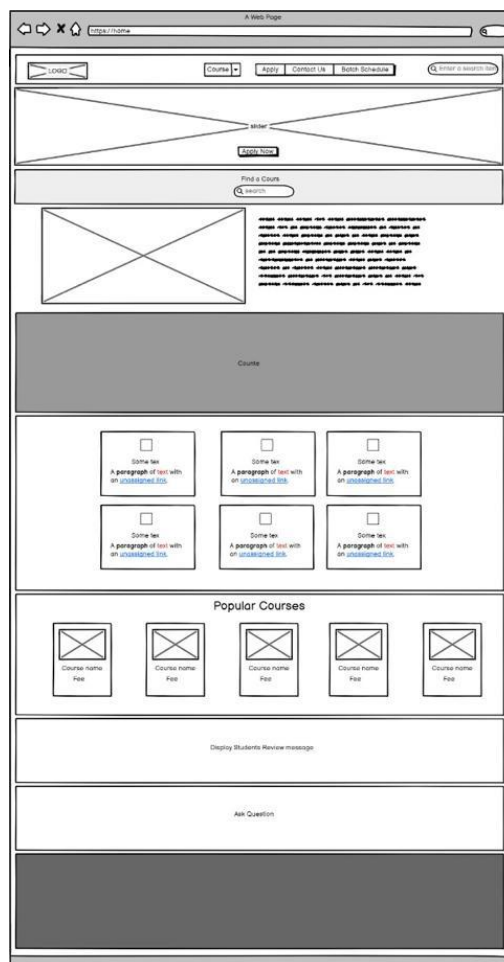 A Web Page
https://home
LOGO
Course
Apply
Contact Us
Batch Schedule
Enter a search item
slider
Apply Now
Find a Cours
search
Counts
Some tex
A paragraph of text with
an unassigned link.
Some tex
A paragraph of text with
an unassigned link.
Some tex
A paragraph of text with
an unassigned link.
Some tex
A paragraph of text with
an unassigned link.
Some tex
A paragraph of text with
an unassigned link.
Some tex
A paragraph of text with
an unassigned link.
Popular Courses
Course name
Fee
Course name
Fee
Course name
Fee
Course name
Fee
Course name
Fee
Display Students Review message
Ask Question